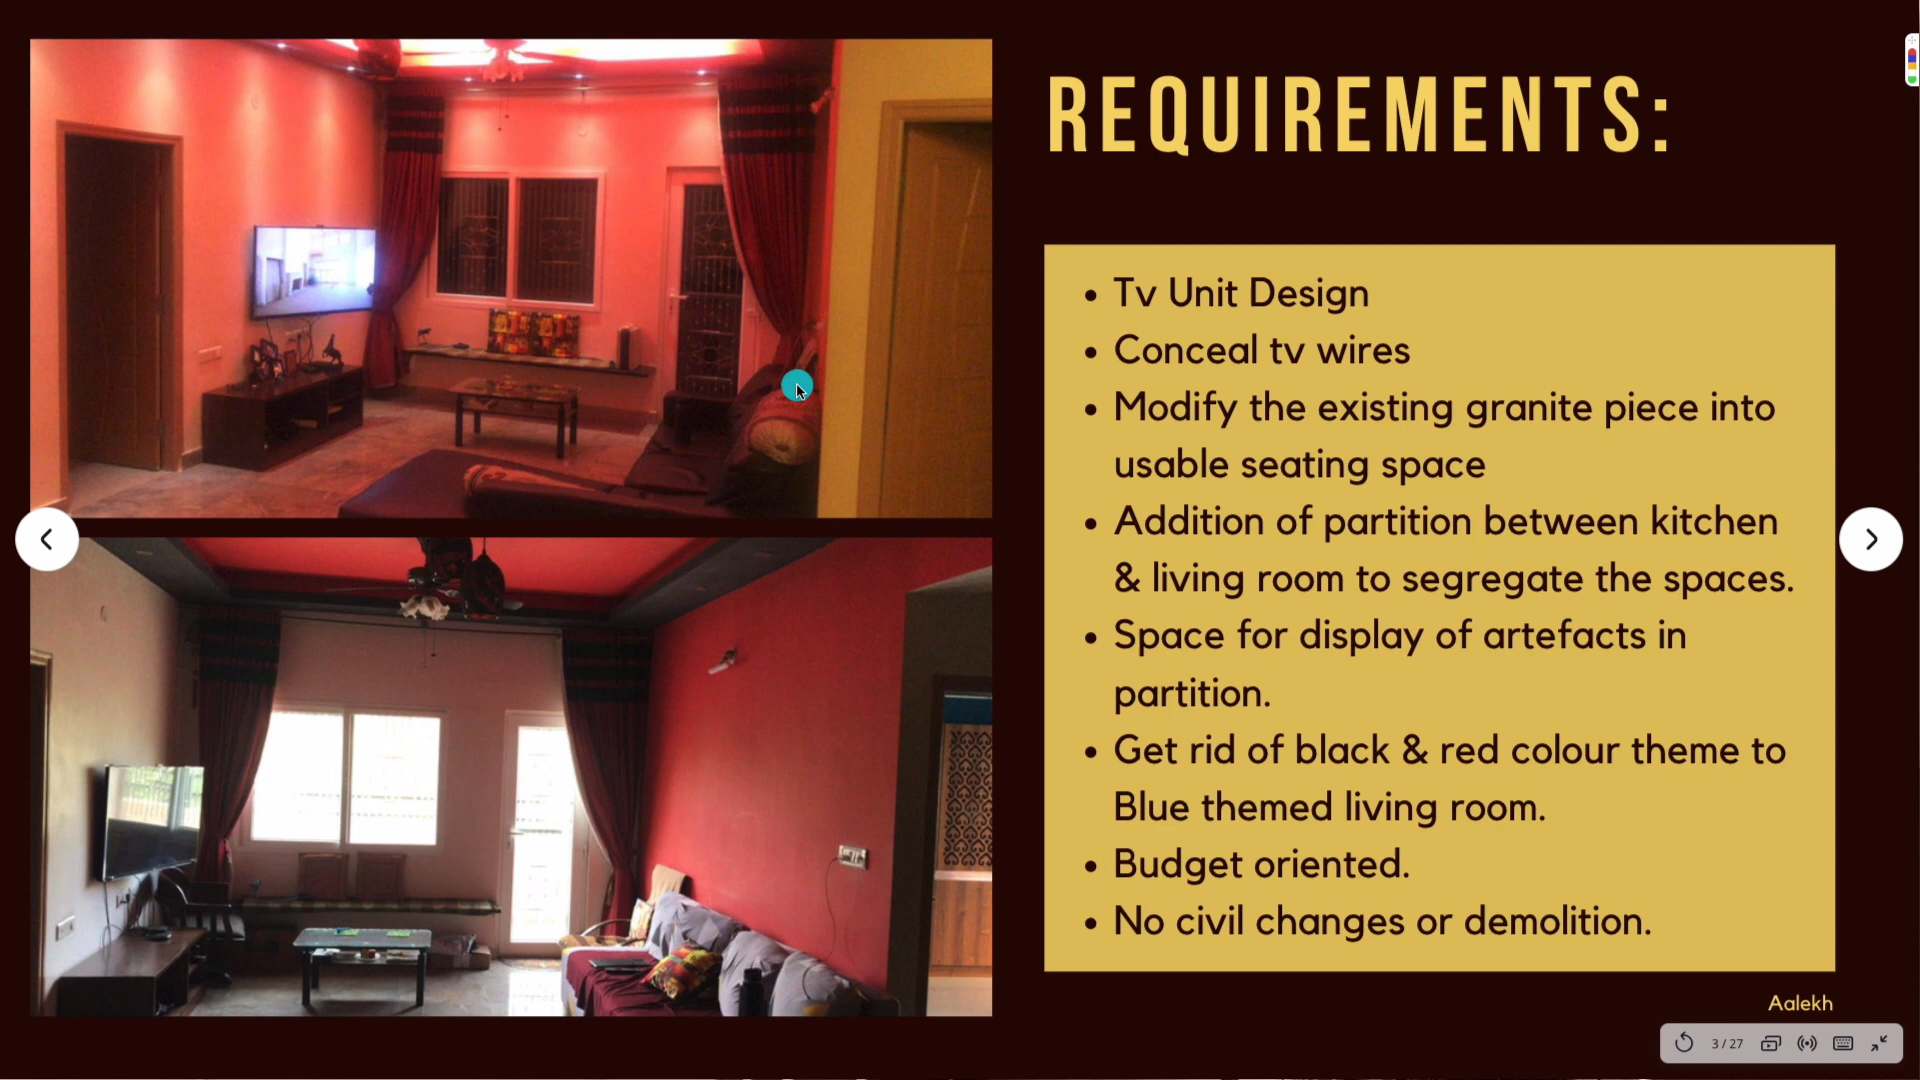 REQUIREMENTS:
• Tv Unit Design
• Conceal tv wires
• Modify the existing granite piece into
usable seating space
• Addition of partition between kitchen
& living room to segregate the spaces.
• Space for display of artefacts in
partition.
• Get rid of black & red colour theme to
Blue themed living room.
• Budget oriented.
• No civil changes or demolition.
Aalekh
3 / 27